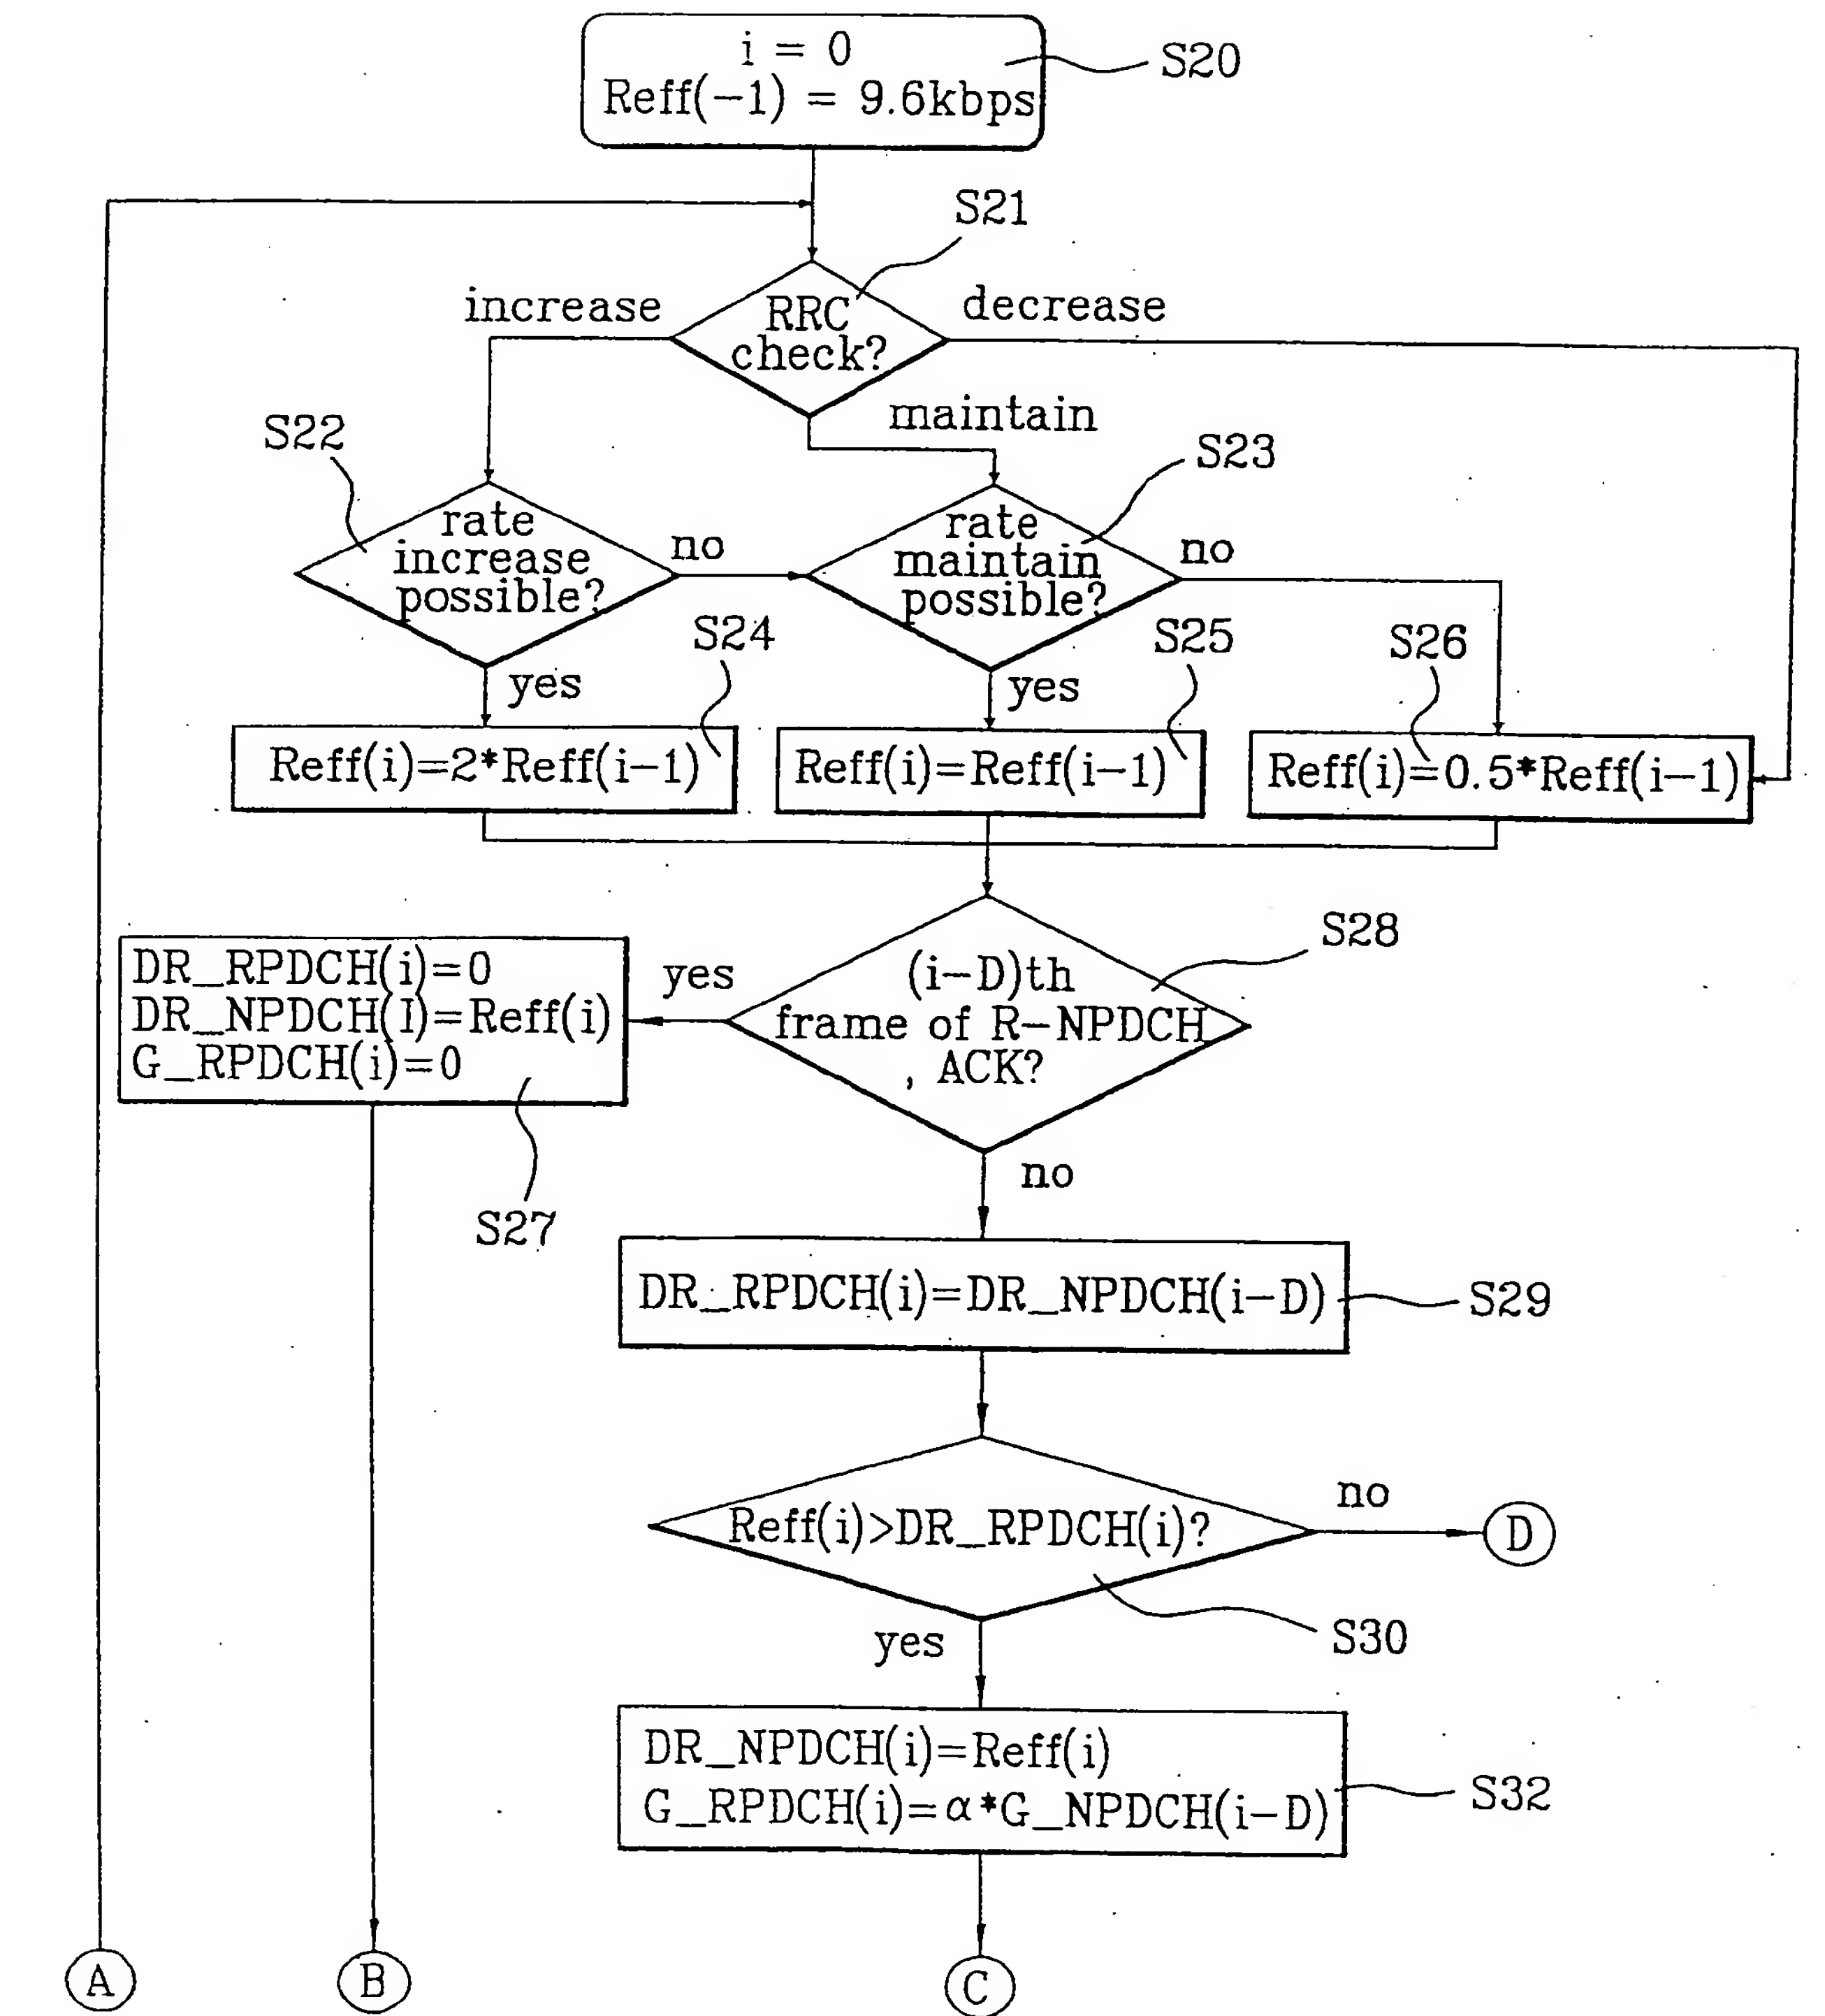 i = 0
Reff(-1) = 9.6kbps
S20
S21
increase
RRC
check?
decrease
maintain
S22
S23
rate
increase
possible?
no
rate
maintain
possible?
no
S24
S25
S26
yes
yes
Reff(i)=2*Reff(i-1)
Reff(i)=Reff(i-1)
Reff(i)=0.5*Reff(i-1)
S28
DR_RPDCH(i)=0
DR_NPDCH(I)=Reff(i)
G_RPDCH(i)=0
yes
(i-D)th
frame of R-NPDCH
, ACK?
S27
no
DR_RPDCH(i)=DR_NPDCH(i-D)
S29
Reff(i)>DR_RPDCH(i)?
no
D
S30
yes
DR_NPDCH(i)=Reff(i)
G_RPDCH(i)=α*G_NPDCH(i-D)
S32
A
B
C